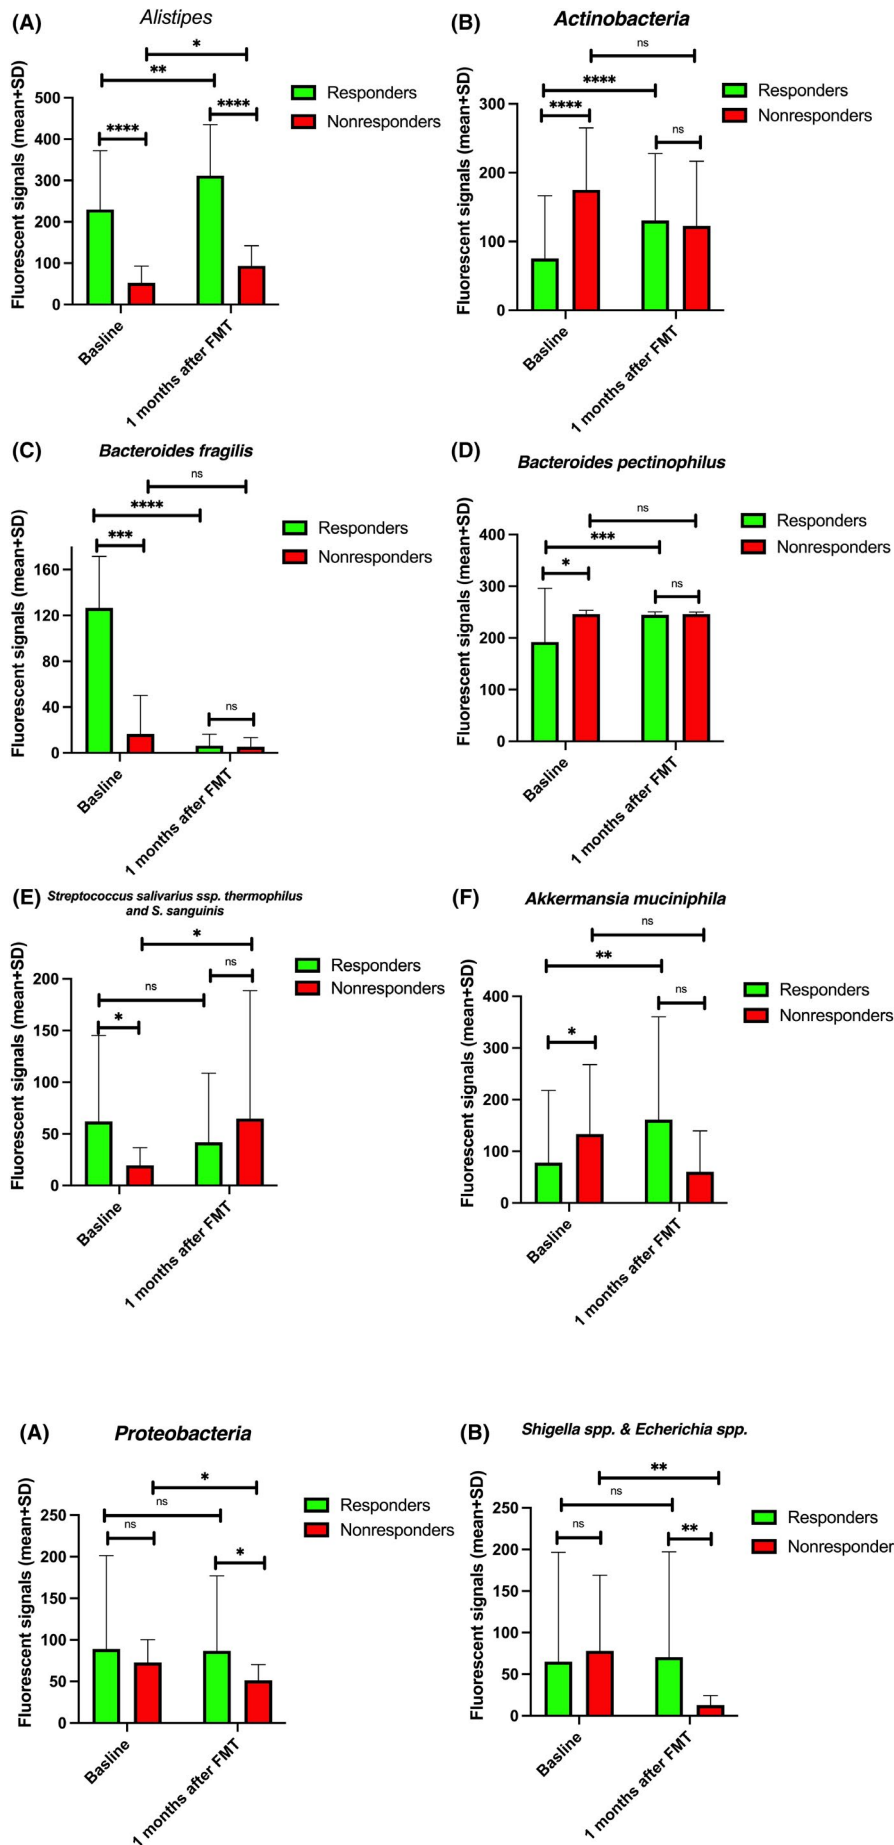 (A)
Alistipes
*
**
500
400
300
200
100
0
Fluorescent signals (mean+SD)
****
****
Responders
Nonresponders
Basline
1 months after FMT
(B)
Actinobacteria
ns
****
300
200
100
0
Fluorescent signals (mean+SD)
****
ns
Responders
Nonresponders
Basline
1 months after FMT
(C)
Bacteroides fragilis
ns
****
***
160
120
80
40
0
Fluorescent signals (mean+SD)
ns
Responders
Nonresponders
Basline
1 months after FMT
(D)
Bacteroides pectinophilus
ns
***
400
300
200
100
0
Fluorescent signals (mean+SD)
*
ns
Responders
Nonresponders
Basline
1 months after FMT
(E)
Streptococcus salivarius ssp. thermophilus
and S. sanguinis
*
ns
ns
200
150
100
50
0
Fluorescent signals (mean+SD)
*
Responders
Nonresponders
Basline
1 months after FMT
(F)
Akkermansia muciniphila
ns
**
ns
400
300
200
100
0
Fluorescent signals (mean+SD)
*
Responders
Nonresponders
Basline
1 months after FMT
(A)
Proteobacteria
*
ns
ns
250
200
150
100
50
0
Fluorescent signals (mean+SD)
*
Responders
Nonresponders
Basline
1 months after FMT
(B)
Shigella spp. & Echerichia spp.
**
ns
ns
**
250
200
150
100
50
0
Fluorescent signals (mean+SD)
Responders
Nonresponder
Basline
1 months after FMT